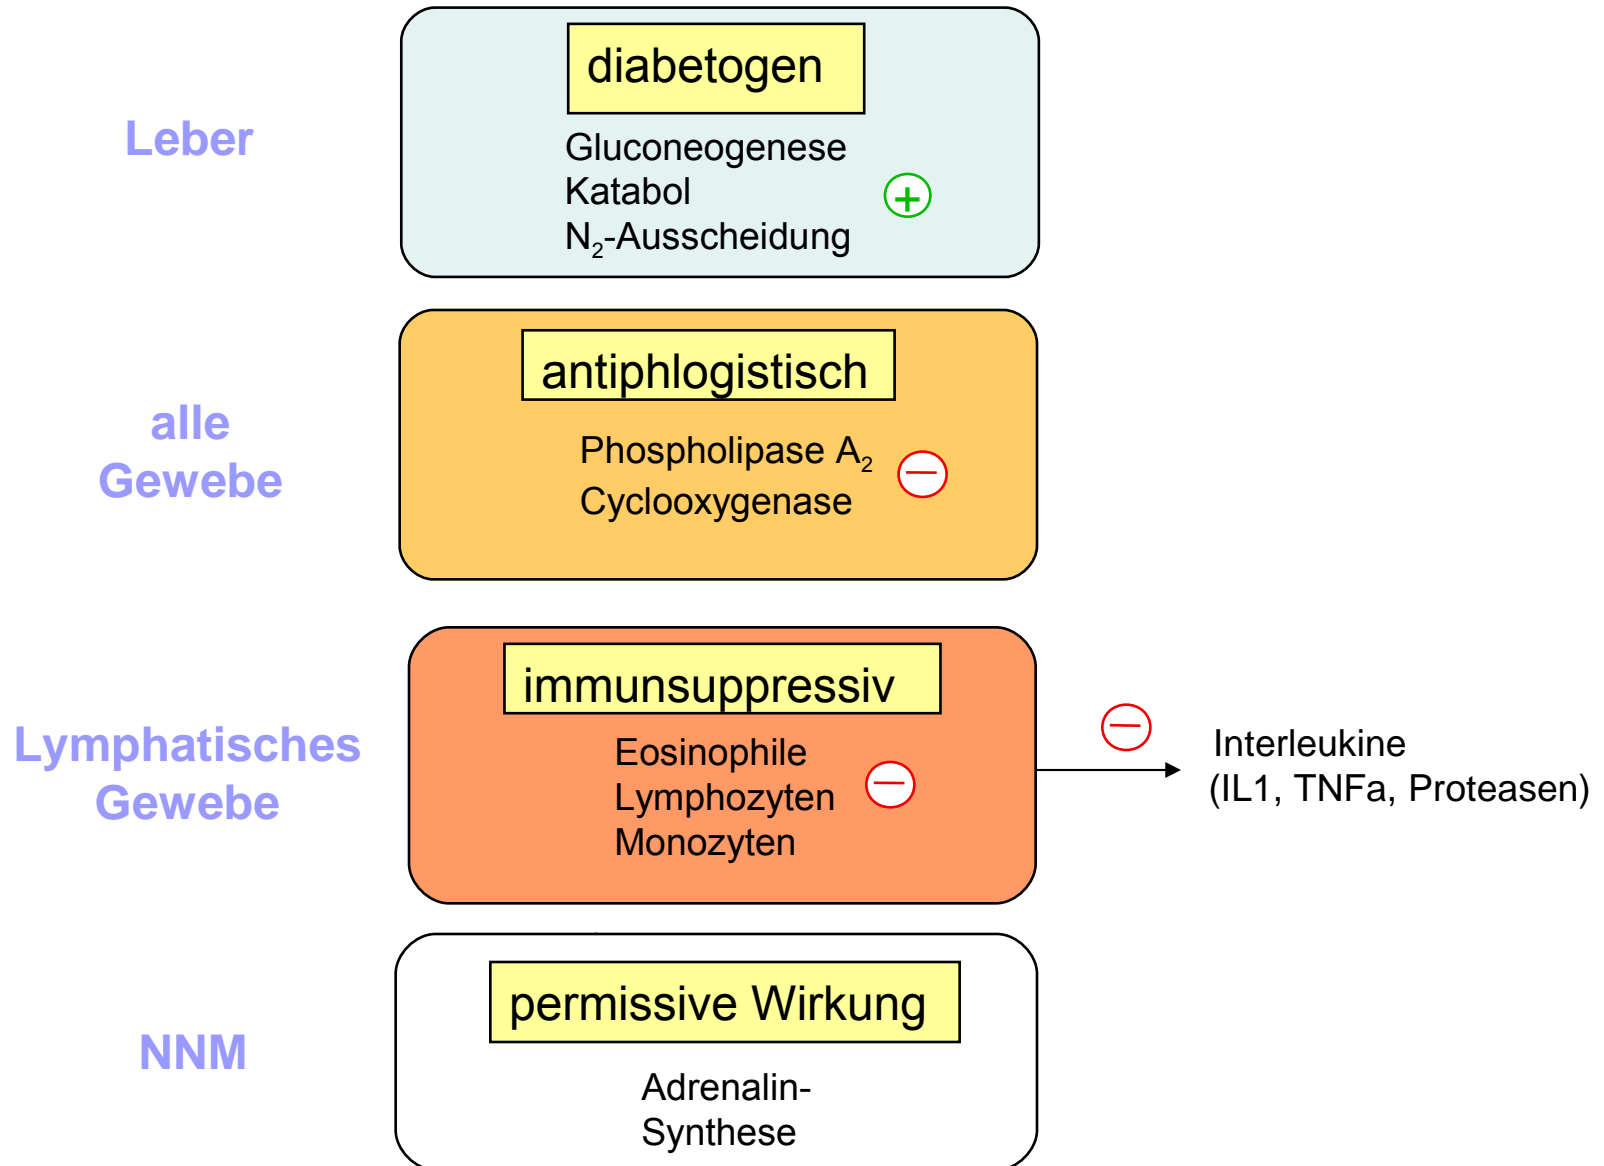 diabetogen
Leber
Gluconeogenese
Katabol
+
N₂-Ausscheidung
antiphlogistisch
alle
Gewebe
Phospholipase A₂
Cyclooxygenase
−
immunsuppressiv
Lymphatisches
Gewebe
Eosinophile
Lymphozyten
Monozyten
−
−
Interleukine
(IL1, TNFa, Proteasen)
permissive Wirkung
NNM
Adrenalin-
Synthese